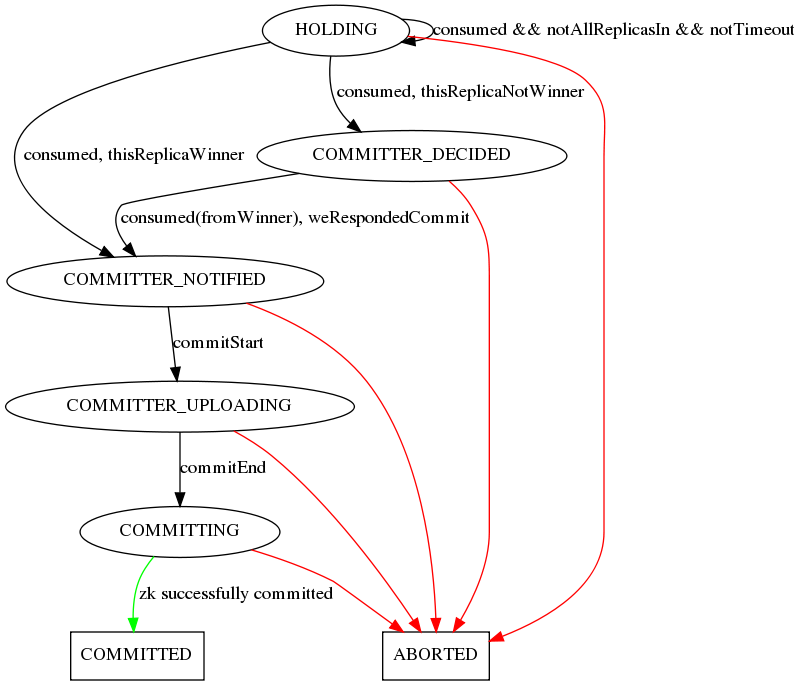 HOLDING
consumed && notAllReplicasIn && notTimeout
consumed, thisReplicaNotWinner
consumed, thisReplicaWinner
COMMITTER_DECIDED
consumed(fromWinner), weRespondedCommit
COMMITTER_NOTIFIED
commitStart
COMMITTER_UPLOADING
commitEnd
COMMITTING
zk successfully committed
COMMITTED
ABORTED